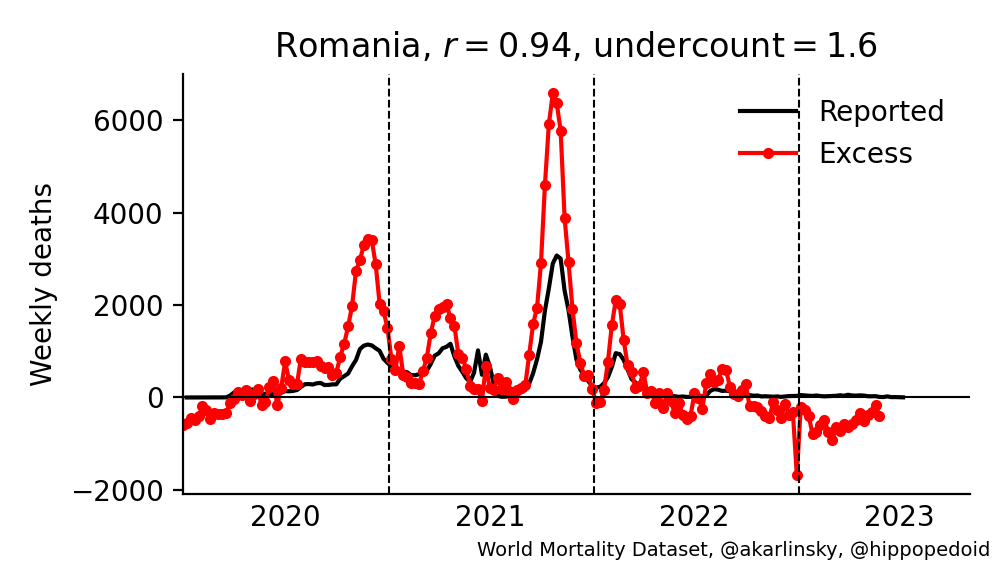 Romania, r = 0.94, undercount = 1.6
Weekly deaths
6000
4000
2000
0
−2000
Reported
Excess
2020 2021 2022 2023
World Mortality Dataset, @akarlinsky, @hippopedoid